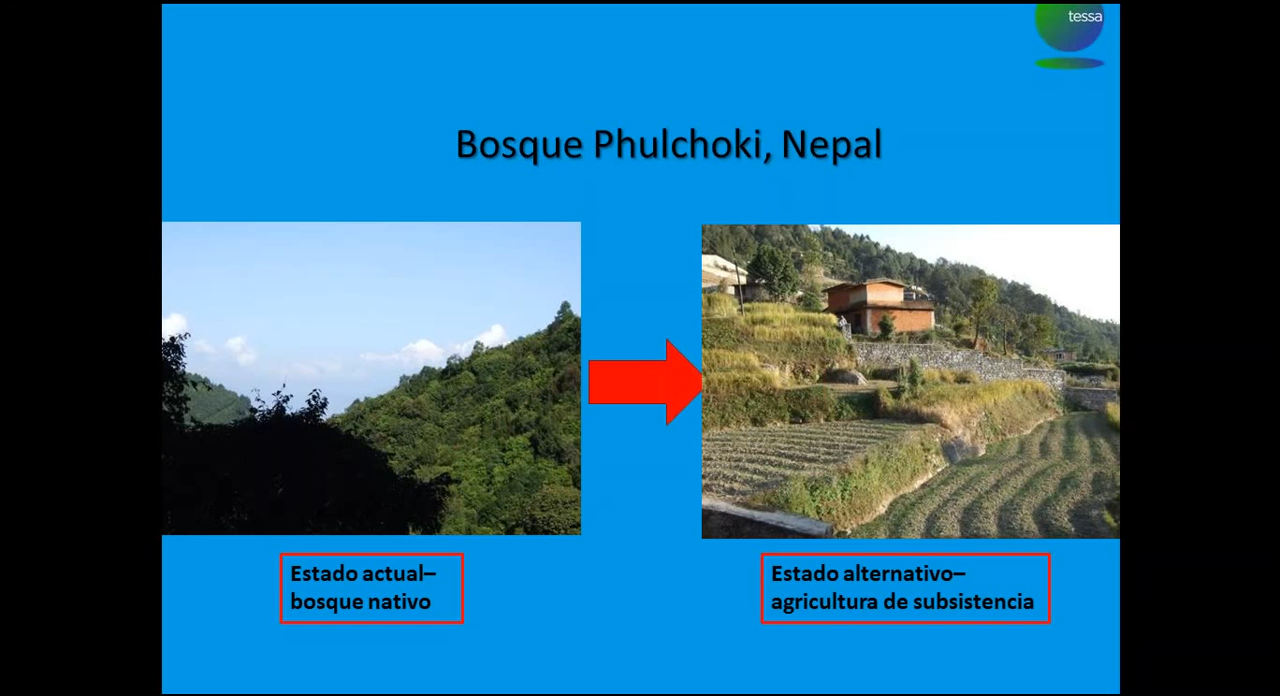 tessa
Bosque Phulchoki, Nepal
Estado actual–
bosque nativo
Estado alternativo–
agricultura de subsistencia